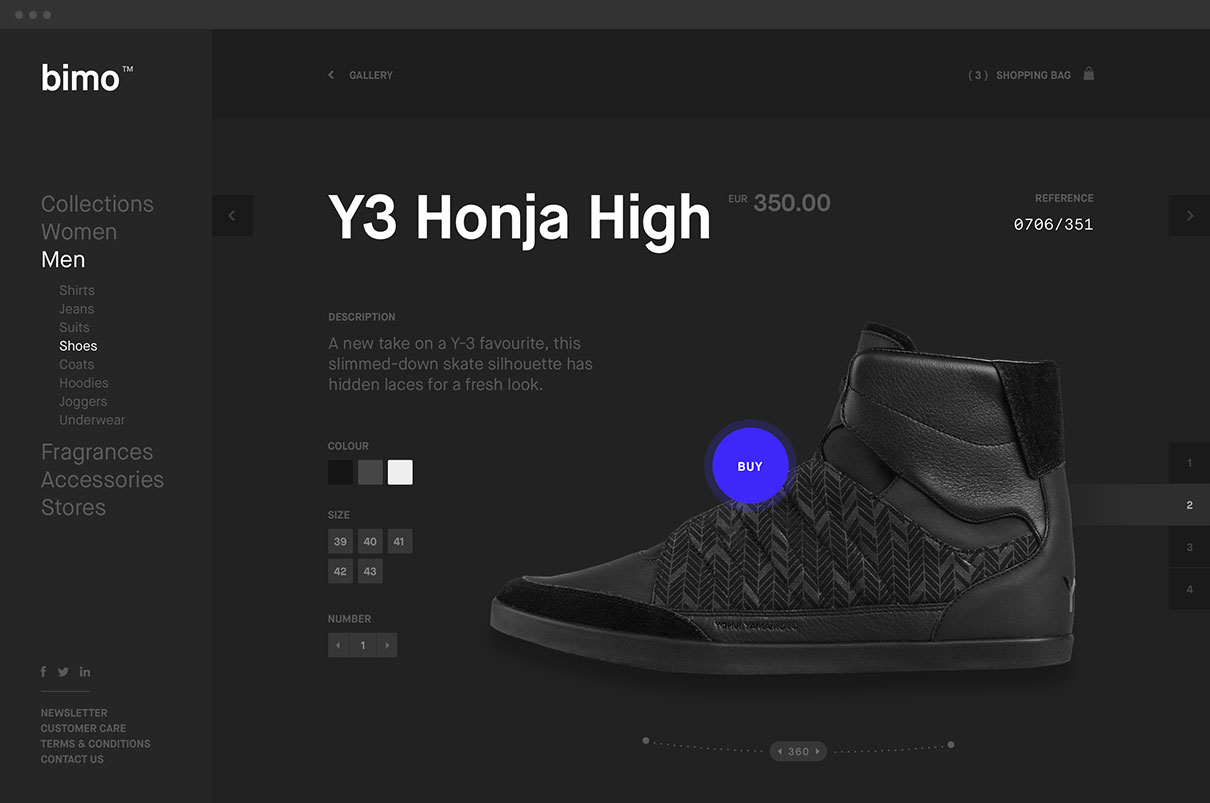 bimo™
GALLERY
( 3 ) SHOPPING BAG
Collections
Women
Men
Shirts
Jeans
Suits
Shoes
Coats
Hoodies
Joggers
Underwear
Fragrances
Accessories
Stores
f in
NEWSLETTER
CUSTOMER CARE
TERMS & CONDITIONS
CONTACT US
Y3 Honja High
EUR 350.00
REFERENCE
0706/351
DESCRIPTION
A new take on a Y-3 favourite, this
slimmed-down skate silhouette has
hidden laces for a fresh look.
COLOUR
SIZE
39 40 41
42 43
NUMBER
1
BUY
YOHJI YAMAMOTO
Y
360
1
2
3
4